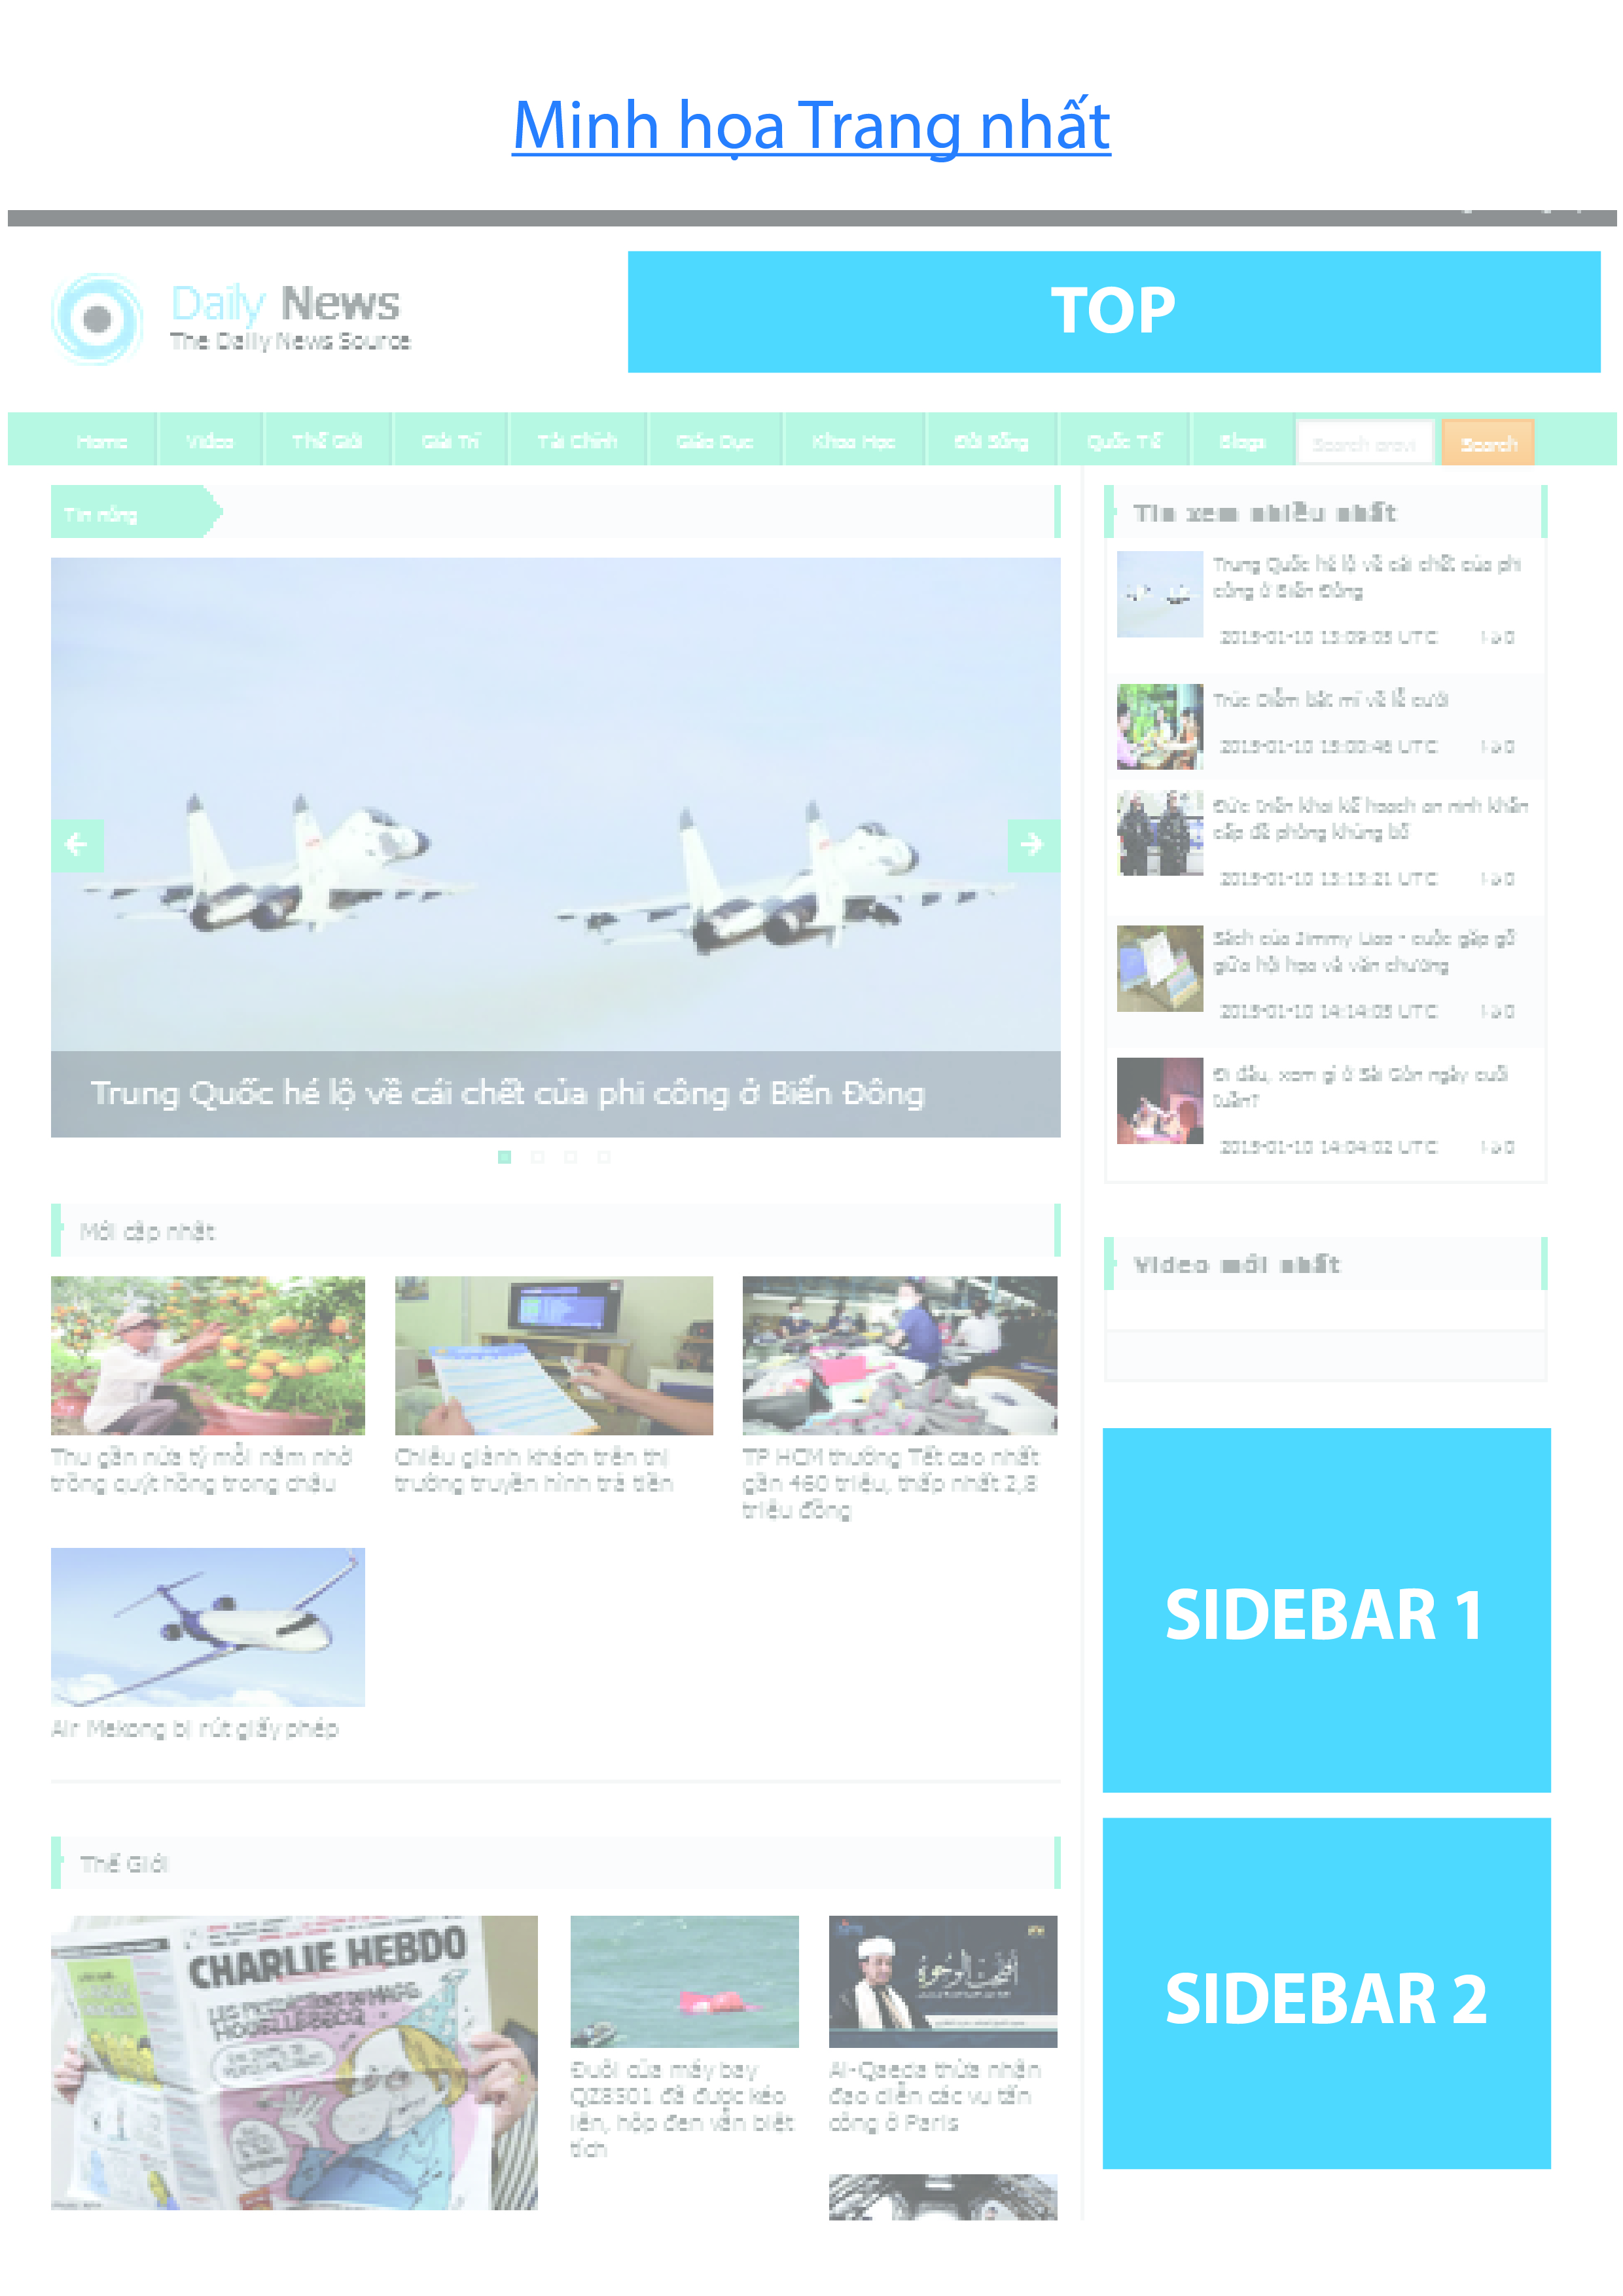 Minh họa Trang nhất
Daily News
The Daily News Source
TOP
Home Video Thế Giới Giải Trí Tài Chính Giáo Dục Khoa Học Đời Sống Quốc Tế Blogs Search
Tin nóng
Trung Quốc hé lộ về cái chết của phi công ở Biển Đông
Tin xem nhiều nhất
Trung Quốc hé lộ về cái chết của phi
công ở Biển Đông
2015-01-10 15:09:05 UTC
Trúc Diễm bật mí về lễ cưới
2015-01-10 15:00:46 UTC
Đức triển khai kế hoạch an ninh khẩn
cấp đề phòng khủng bố
2015-01-10 15:13:21 UTC
Sách của Jimmy Liao - cuộc gặp gỡ
giữa hội họa và văn chương
2015-01-10 14:14:05 UTC
Đi đâu, xem gì ở Sài Gòn ngày cuối
tuần?
2015-01-10 14:04:02 UTC
Mới cập nhật
Thu gần nửa tỷ mỗi năm nhờ
trồng quýt hồng trong chậu
Chiêu giành khách trên thị
trường truyền hình trả tiền
TP HCM thưởng Tết cao nhất
gần 460 triệu, thấp nhất 2,8
triệu đồng
Air Mekong bị rút giấy phép
Video mới nhất
SIDEBAR 1
SIDEBAR 2
Thế Giới
CHARLIE HEBDO
Đuôi của máy bay
QZ8501 đã được kéo
lên, hộp đen vẫn biệt
tích
Al-Qaeda thừa nhận
đạo diễn các vụ tấn
công ở Paris